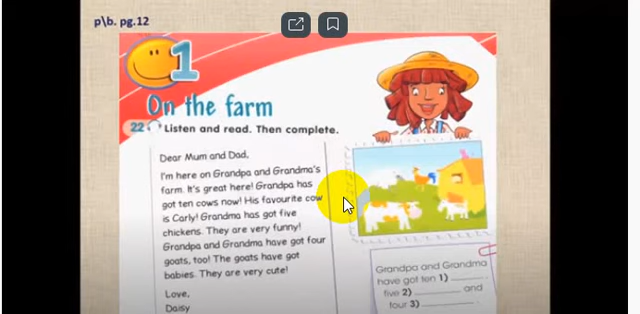 p\b. pg.12
1
On the farm
22 Listen and read. Then complete.
Dear Mum and Dad,
I'm here on Grandpa and Grandma's
farm. It's great here! Grandpa has
got ten cows now! His favourite cow
is Carly! Grandma has got five
chickens. They are very funny!
Grandpa and Grandma have got four
goats, too! The goats have got
babies. They are very cute!
Love,
Daisy
Grandpa and Grandma
have got ten 1) ________
five 2) ________ and
four 3) ________.